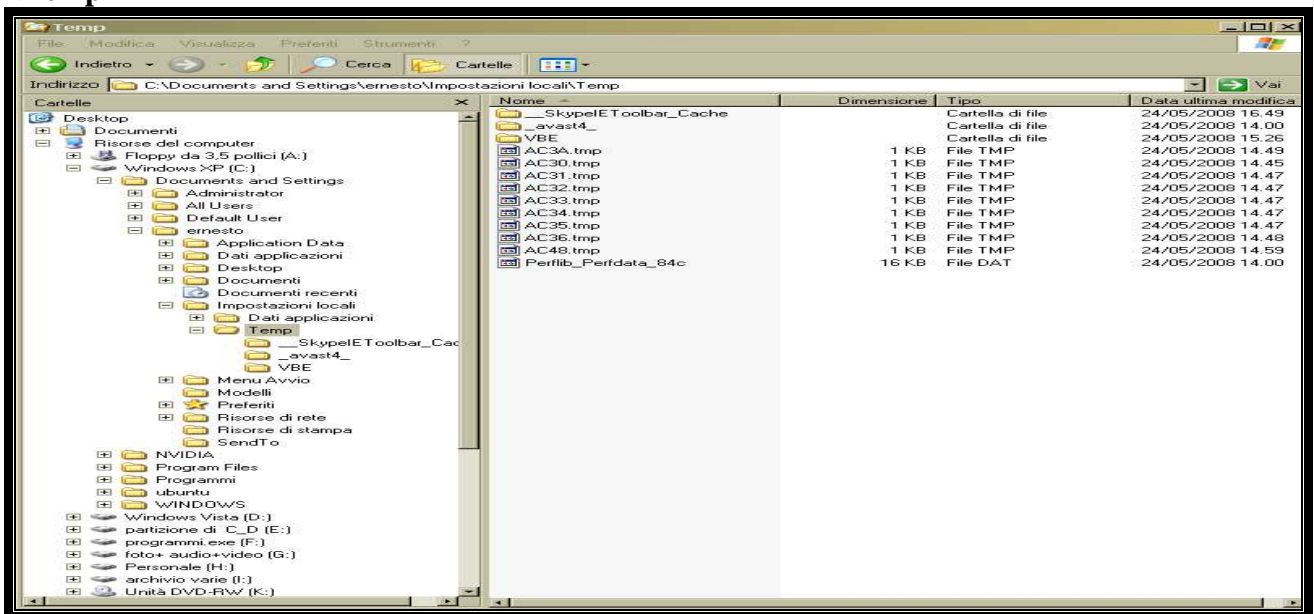 Temp
File Modifica Visualizza Preferiti Strumenti ?
Indietro Cerca Cartelle
Indirizzo C:\Documents and Settings\ernesto\Impostazioni locali\Temp Vai
Cartelle
Desktop
Documenti
Risorse del computer
Floppy da 3,5 pollici (A:)
Windows XP (C:)
Documents and Settings
Administrator
All Users
Default User
ernesto
Application Data
Dati applicazioni
Desktop
Documenti
Documenti recenti
Impostazioni locali
Dati applicazioni
Temp
__SkypeIEToolbar_Cac
_avast4_
VBE
Menu Avvio
Modelli
Preferiti
Risorse di rete
Risorse di stampa
SendTo
NVIDIA
Program Files
Programmi
ubuntu
WINDOWS
Windows Vista (D:)
partizione di C_D (E:)
programmi.exe (F:)
foto+ audio+video (G:)
Personale (H:)
archivio varie (I:)
Unità DVD-RW (K:)
Nome Dimensione Tipo Data ultima modifica
__SkypeIEToolbar_Cache Cartella di file 24/05/2008 16.49
_avast4_ Cartella di file 24/05/2008 14.00
VBE Cartella di file 24/05/2008 15.26
AC3A.tmp 1 KB File TMP 24/05/2008 14.49
AC30.tmp 1 KB File TMP 24/05/2008 14.45
AC31.tmp 1 KB File TMP 24/05/2008 14.47
AC32.tmp 1 KB File TMP 24/05/2008 14.47
AC33.tmp 1 KB File TMP 24/05/2008 14.47
AC34.tmp 1 KB File TMP 24/05/2008 14.47
AC35.tmp 1 KB File TMP 24/05/2008 14.47
AC36.tmp 1 KB File TMP 24/05/2008 14.48
AC48.tmp 1 KB File TMP 24/05/2008 14.59
Perflib_Perfdata_84c 16 KB File DAT 24/05/2008 14.00